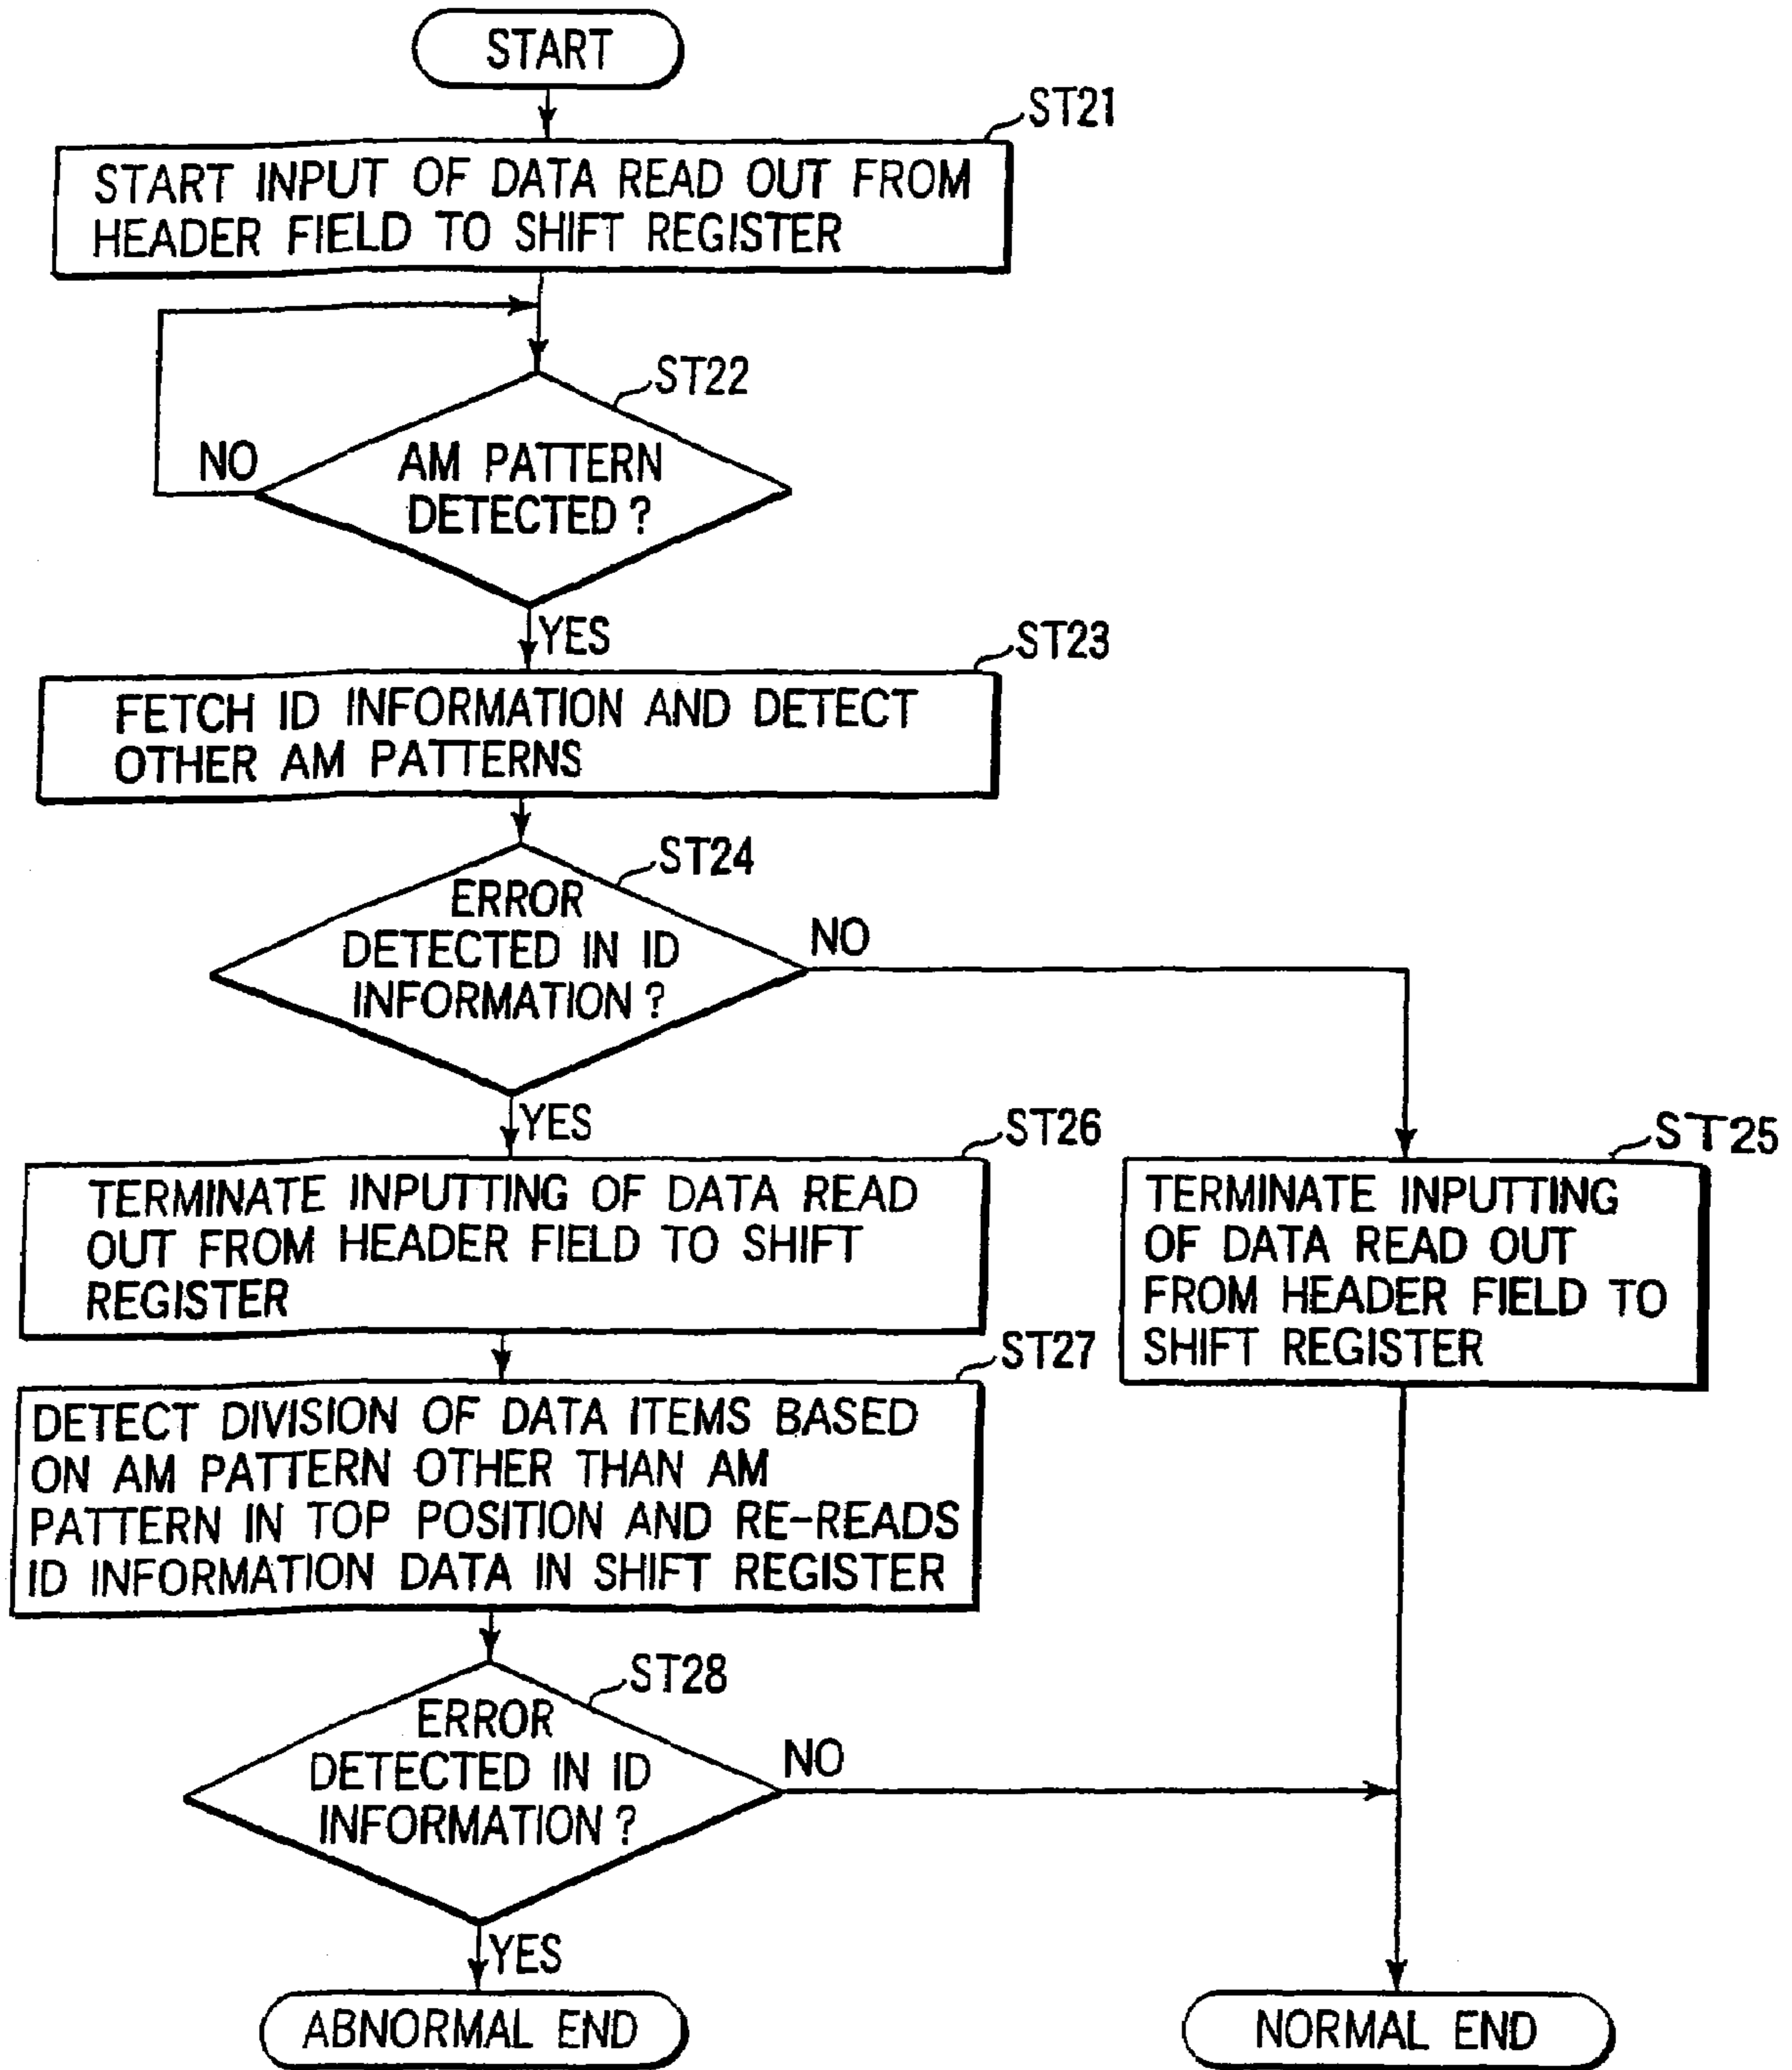 START
ST21
START INPUT OF DATA READ OUT FROM
HEADER FIELD TO SHIFT REGISTER
ST22
NO
AM PATTERN
DETECTED?
YES
ST23
FETCH ID INFORMATION AND DETECT
OTHER AM PATTERNS
ST24
ERROR
DETECTED IN ID
INFORMATION?
NO
YES
ST26
TERMINATE INPUTTING OF DATA READ
OUT FROM HEADER FIELD TO SHIFT
REGISTER
ST25
TERMINATE INPUTTING
OF DATA READ OUT
FROM HEADER FIELD TO
SHIFT REGISTER
ST27
DETECT DIVISION OF DATA ITEMS BASED
ON AM PATTERN OTHER THAN AM
PATTERN IN TOP POSITION AND RE-READS
ID INFORMATION DATA IN SHIFT REGISTER
ST28
ERROR
DETECTED IN ID
INFORMATION?
NO
YES
ABNORMAL END
NORMAL END